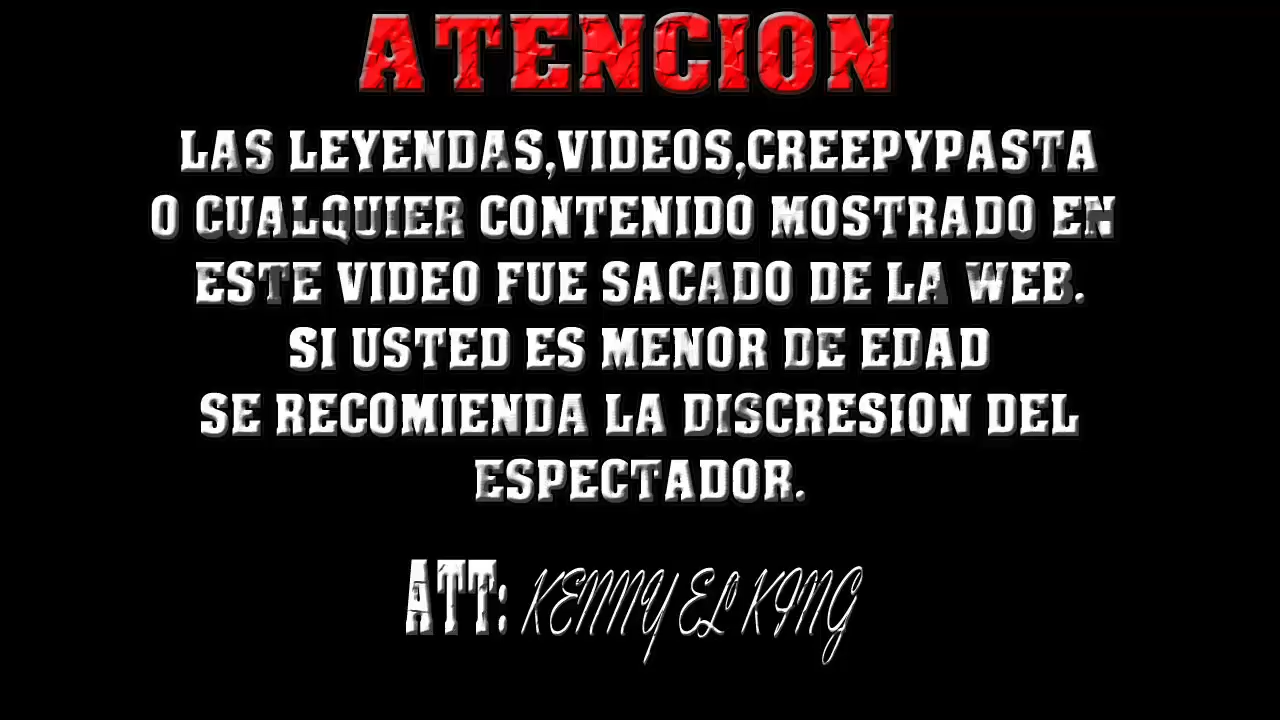 ATENCION
LAS LEYENDAS,VIDEOS,CREEPYPASTA
O CUALQUIER CONTENIDO MOSTRADO EN
ESTE VIDEO FUE SACADO DE LA WEB.
SI USTED ES MENOR DE EDAD
SE RECOMIENDA LA DISCRESION DEL
ESPECTADOR.
ATT: KENNY EL KING